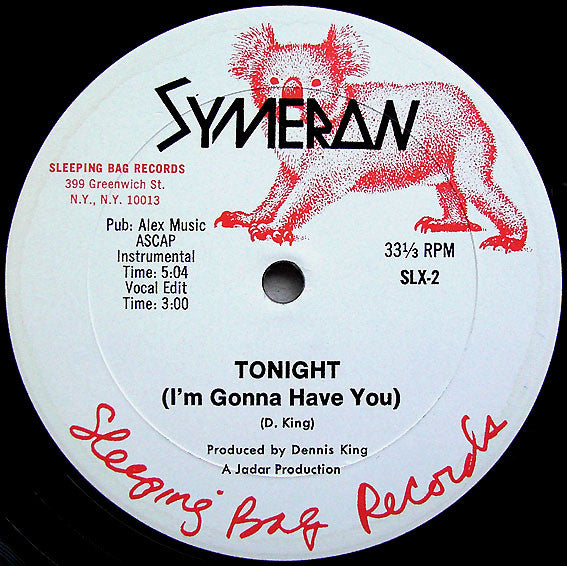 SYMERAN
SLEEPING BAG RECORDS
399 Greenwich St.
N.Y., N.Y. 10013
Pub: Alex Music
ASCAP
Instrumental
Time: 5:04
Vocal Edit
Time: 3:00
33⅓ RPM
SLX-2
TONIGHT
(I'm Gonna Have You)
(D. King)
Produced by Dennis King
A Jadar Production
Sleeping Bag Records